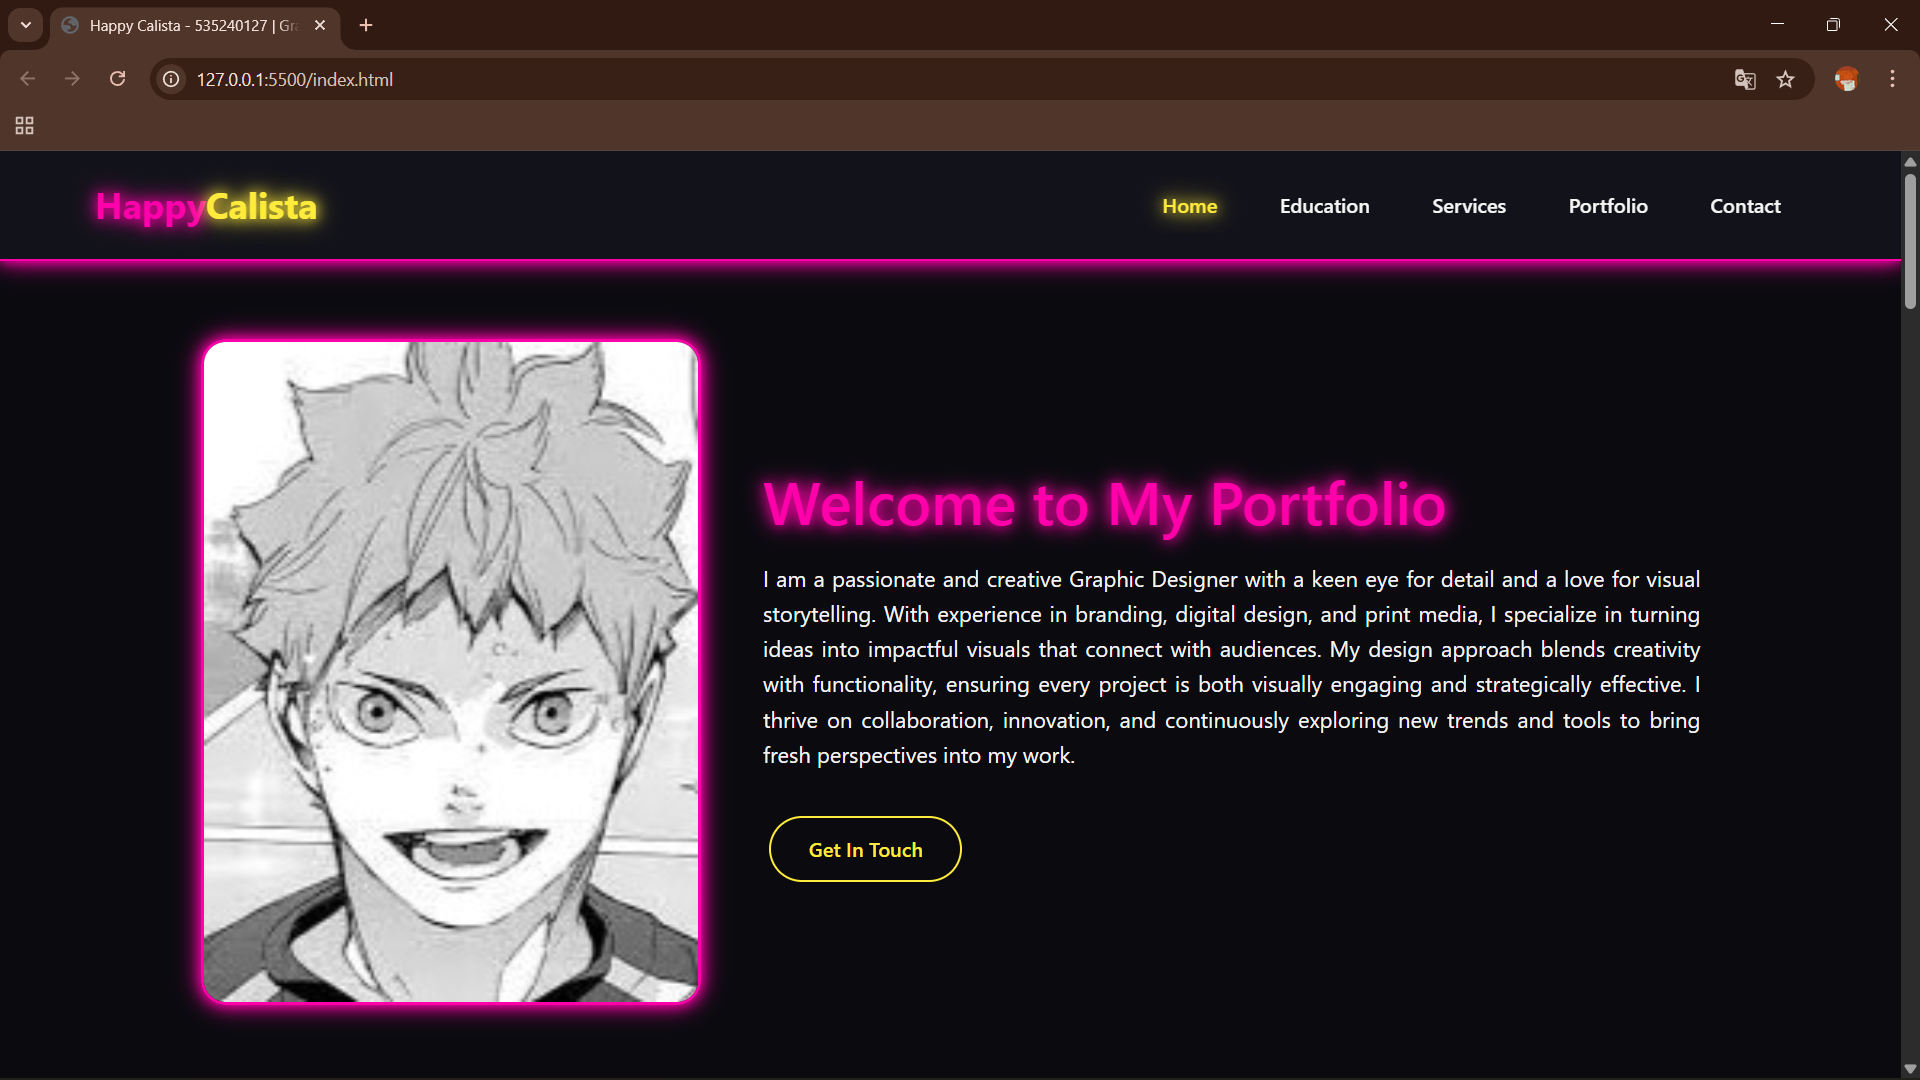 Happy Calista - 535240127 | Gra
127.0.0.1:5500/index.html
HappyCalista
Home Education Services Portfolio Contact
Welcome to My Portfolio
I am a passionate and creative Graphic Designer with a keen eye for detail and a love for visual
storytelling. With experience in branding, digital design, and print media, I specialize in turning
ideas into impactful visuals that connect with audiences. My design approach blends creativity
with functionality, ensuring every project is both visually engaging and strategically effective. I
thrive on collaboration, innovation, and continuously exploring new trends and tools to bring
fresh perspectives into my work.
Get In Touch